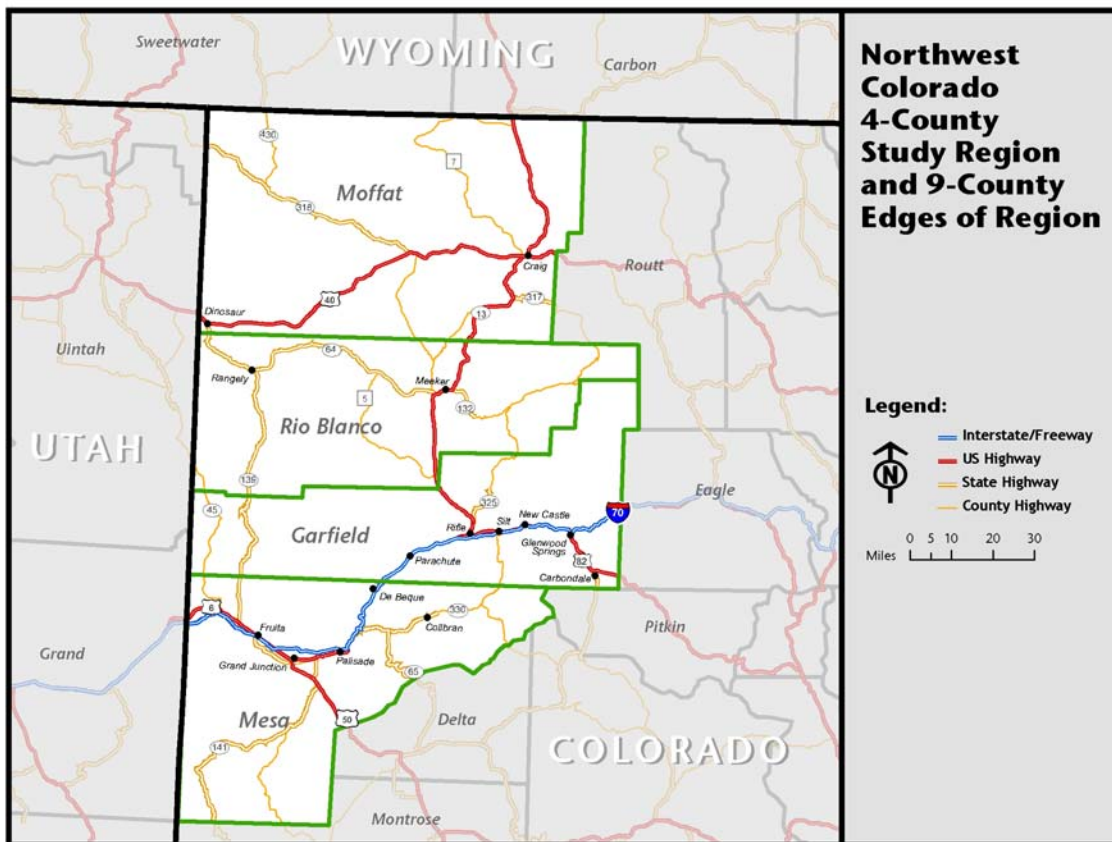 Northwest
Colorado
4-County
Study Region
and 9-County
Edges of Region
Legend:
N
Interstate/Freeway
US Highway
State Highway
County Highway
Miles 0 5 10 20 30
Sweetwater
WYOMING
Carbon
430
7
Moffat
318
Craig
Routt
40
317
13
Dinosaur
Uintah
64
Rangely
Meeker
5
132
Rio Blanco
UTAH
139
45
325
Eagle
70
New Castle
Silt
Rifle
Garfield
Glenwood
Springs
Parachute
82
Carbondale
De Beque
6
330
Collbran
Fruita
Pitkin
Grand
Palisade
Grand Junction
65
Mesa
50
Delta
141
COLORADO
Montrose